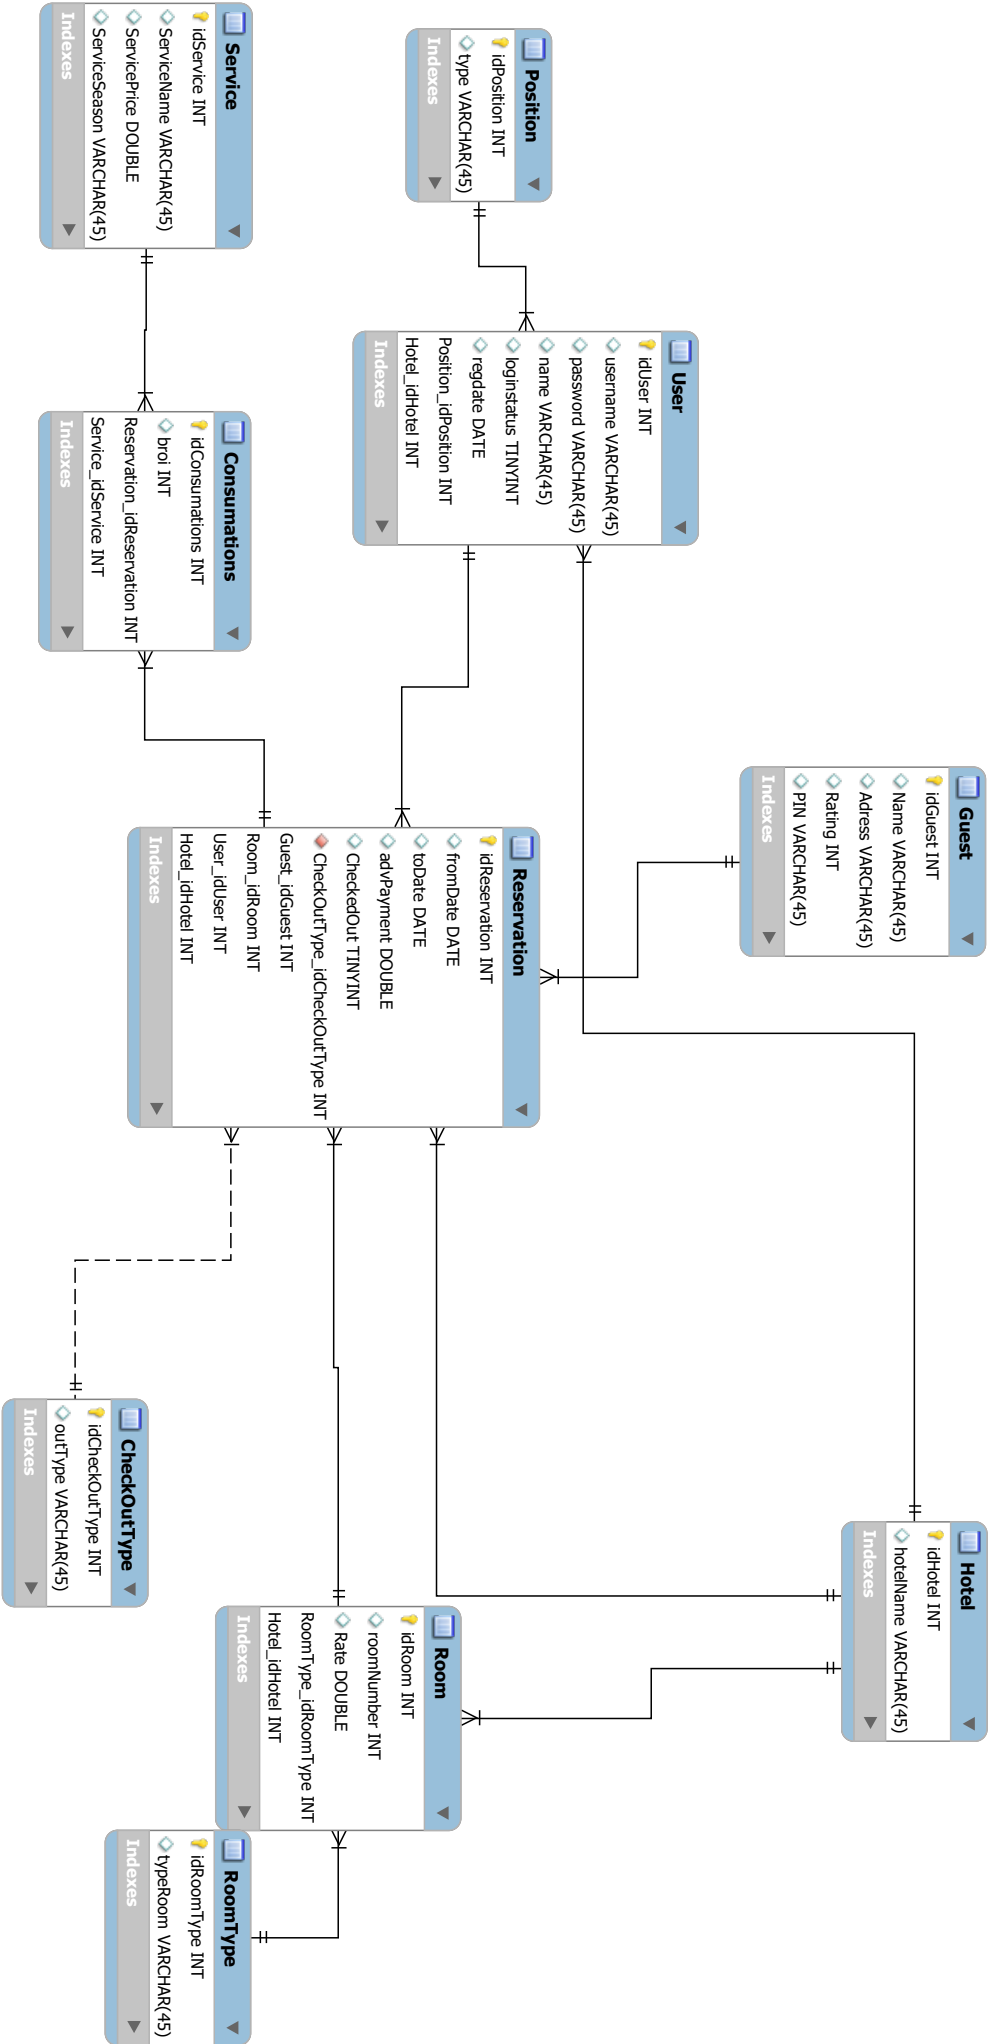 Service
idService INT
ServiceName VARCHAR(45)
ServicePrice DOUBLE
ServiceSeason VARCHAR(45)
Indexes
Position
idPosition INT
type VARCHAR(45)
Indexes
User
idUser INT
username VARCHAR(45)
password VARCHAR(45)
name VARCHAR(45)
loginstatus TINYINT
regdate DATE
Position_idPosition INT
Hotel_idHotel INT
Indexes
Consumations
idConsumations INT
broi INT
Reservation_idReservation INT
Service_idService INT
Indexes
Guest
idGuest INT
Name VARCHAR(45)
Adress VARCHAR(45)
Rating INT
PIN VARCHAR(45)
Indexes
Reservation
idReservation INT
fromDate DATE
toDate DATE
advPayment DOUBLE
CheckedOut TINYINT
CheckOutType_idCheckOutType INT
Guest_idGuest INT
Room_idRoom INT
User_idUser INT
Hotel_idHotel INT
Indexes
CheckOutType
idCheckOutType INT
outType VARCHAR(45)
Indexes
Hotel
idHotel INT
hotelName VARCHAR(45)
Indexes
Room
idRoom INT
roomNumber INT
Rate DOUBLE
RoomType_idRoomType INT
Hotel_idHotel INT
Indexes
RoomType
idRoomType INT
typeRoom VARCHAR(45)
Indexes